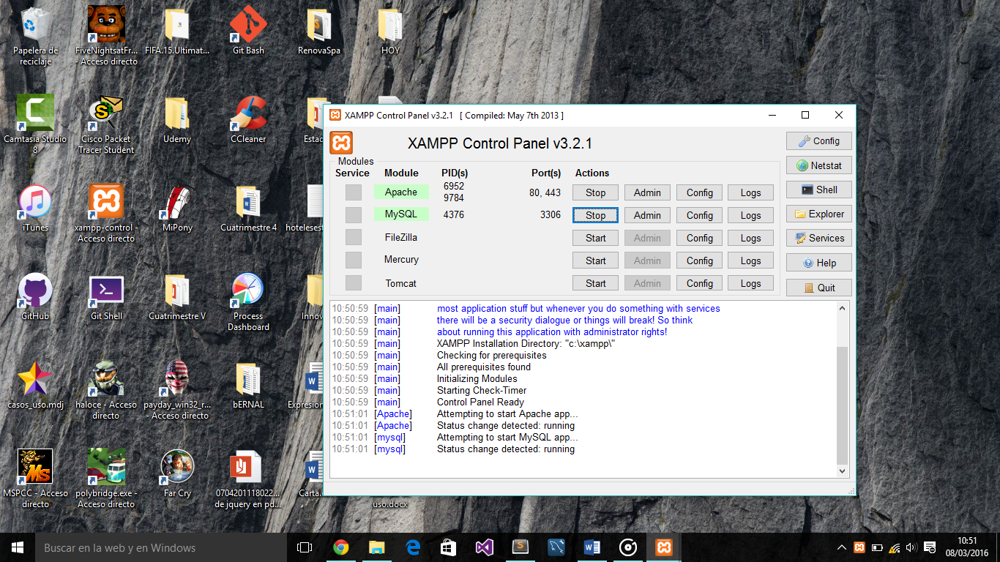 Papelera de
reciclaje
FiveNightsatFr...
- Acceso directo
FIFA.15.Ultimat...
Git Bash
RenovaSpa
HOY
Camtasia Studio
8
Cisco Packet
Tracer Student
Udemy
CCleaner
Estad
iTunes
xampp-control -
Acceso directo
MiPony
Cuatrimestre 4
hotelesest
GitHub
Git Shell
Cuatrimestre V
Process
Dashboard
Innov
casos_uso.mdj
haloce - Acceso
directo
payday_win32_r...
- Acceso directo
bERNAL
Expresion
MSPCC - Acceso
directo
polybridge.exe -
Acceso directo
Far Cry
0704201118022...
de jquery en pd...
Carta.
uso.docx
XAMPP Control Panel v3.2.1 [ Compiled: May 7th 2013 ]
XAMPP Control Panel v3.2.1
Config
Netstat
Shell
Explorer
Services
Help
Quit
Modules
Service Module PID(s) Port(s) Actions
Apache 6952 9784 80, 443 Stop Admin Config Logs
MySQL 4376 3306 Stop Admin Config Logs
FileZilla Start Admin Config Logs
Mercury Start Admin Config Logs
Tomcat Start Admin Config Logs
10:50:59 [main] most application stuff but whenever you do something with services
10:50:59 [main] there will be a security dialogue or things will break! So think
10:50:59 [main] about running this application with administrator rights!
10:50:59 [main] XAMPP Installation Directory: "c:\xampp\"
10:50:59 [main] Checking for prerequisites
10:50:59 [main] All prerequisites found
10:50:59 [main] Initializing Modules
10:50:59 [main] Starting Check-Timer
10:50:59 [main] Control Panel Ready
10:51:01 [Apache] Attempting to start Apache app...
10:51:01 [Apache] Status change detected: running
10:51:01 [mysql] Attempting to start MySQL app...
10:51:01 [mysql] Status change detected: running
Buscar en la web y en Windows
10:51
08/03/2016